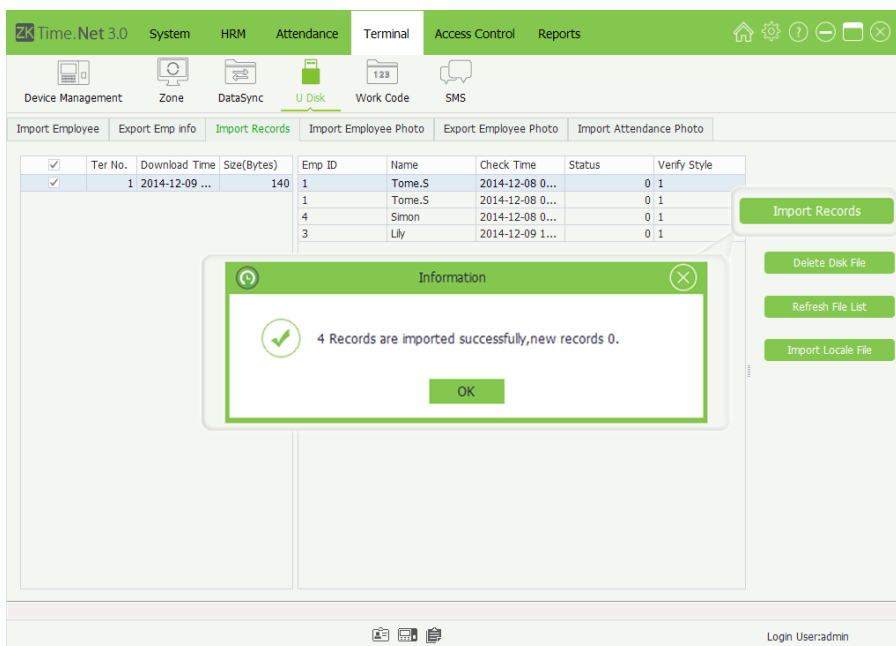 ZK Time.Net 3.0 System HRM Attendance Terminal Access Control Reports
123
Device Management Zone DataSync U Disk Work Code SMS
Import Employee Export Emp info Import Records Import Employee Photo Export Employee Photo Import Attendance Photo
Ter No. Download Time Size(Bytes) Emp ID Name Check Time Status Verify Style
1 2014-12-09 ... 140 1 Tome.S 2014-12-08 0... 0 1
1 Tome.S 2014-12-08 0... 0 1
4 Simon 2014-12-08 0... 0 1
3 Lily 2014-12-09 1... 0 1
Import Records
Delete Disk File
Refresh File List
Import Locale File
Information
4 Records are imported successfully,new records 0.
OK
Login User:admin